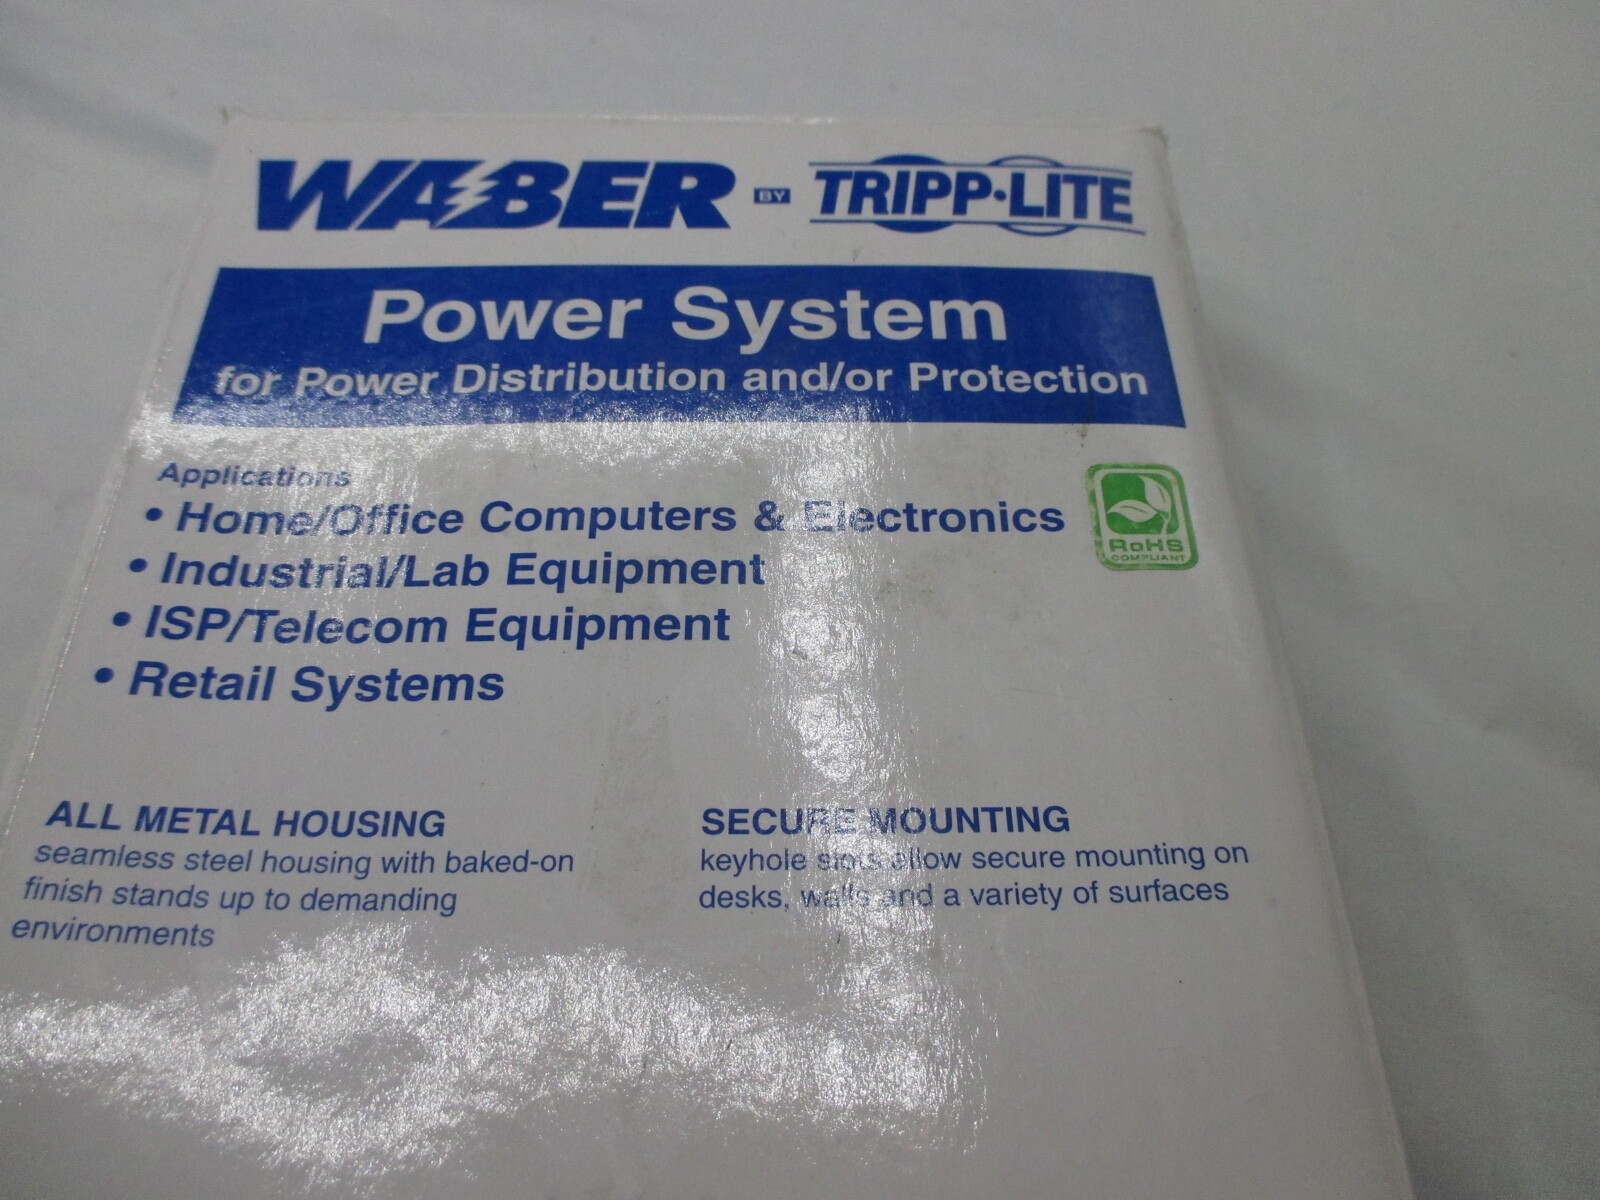 WABER BY TRIPP·LITE
Power System
for Power Distribution and/or Protection
Applications
• Home/Office Computers & Electronics
• Industrial/Lab Equipment
• ISP/Telecom Equipment
• Retail Systems
RoHS
COMPLIANT
ALL METAL HOUSING
seamless steel housing with baked-on
finish stands up to demanding
environments
SECURE MOUNTING
keyhole slots allow secure mounting on
desks, walls and a variety of surfaces